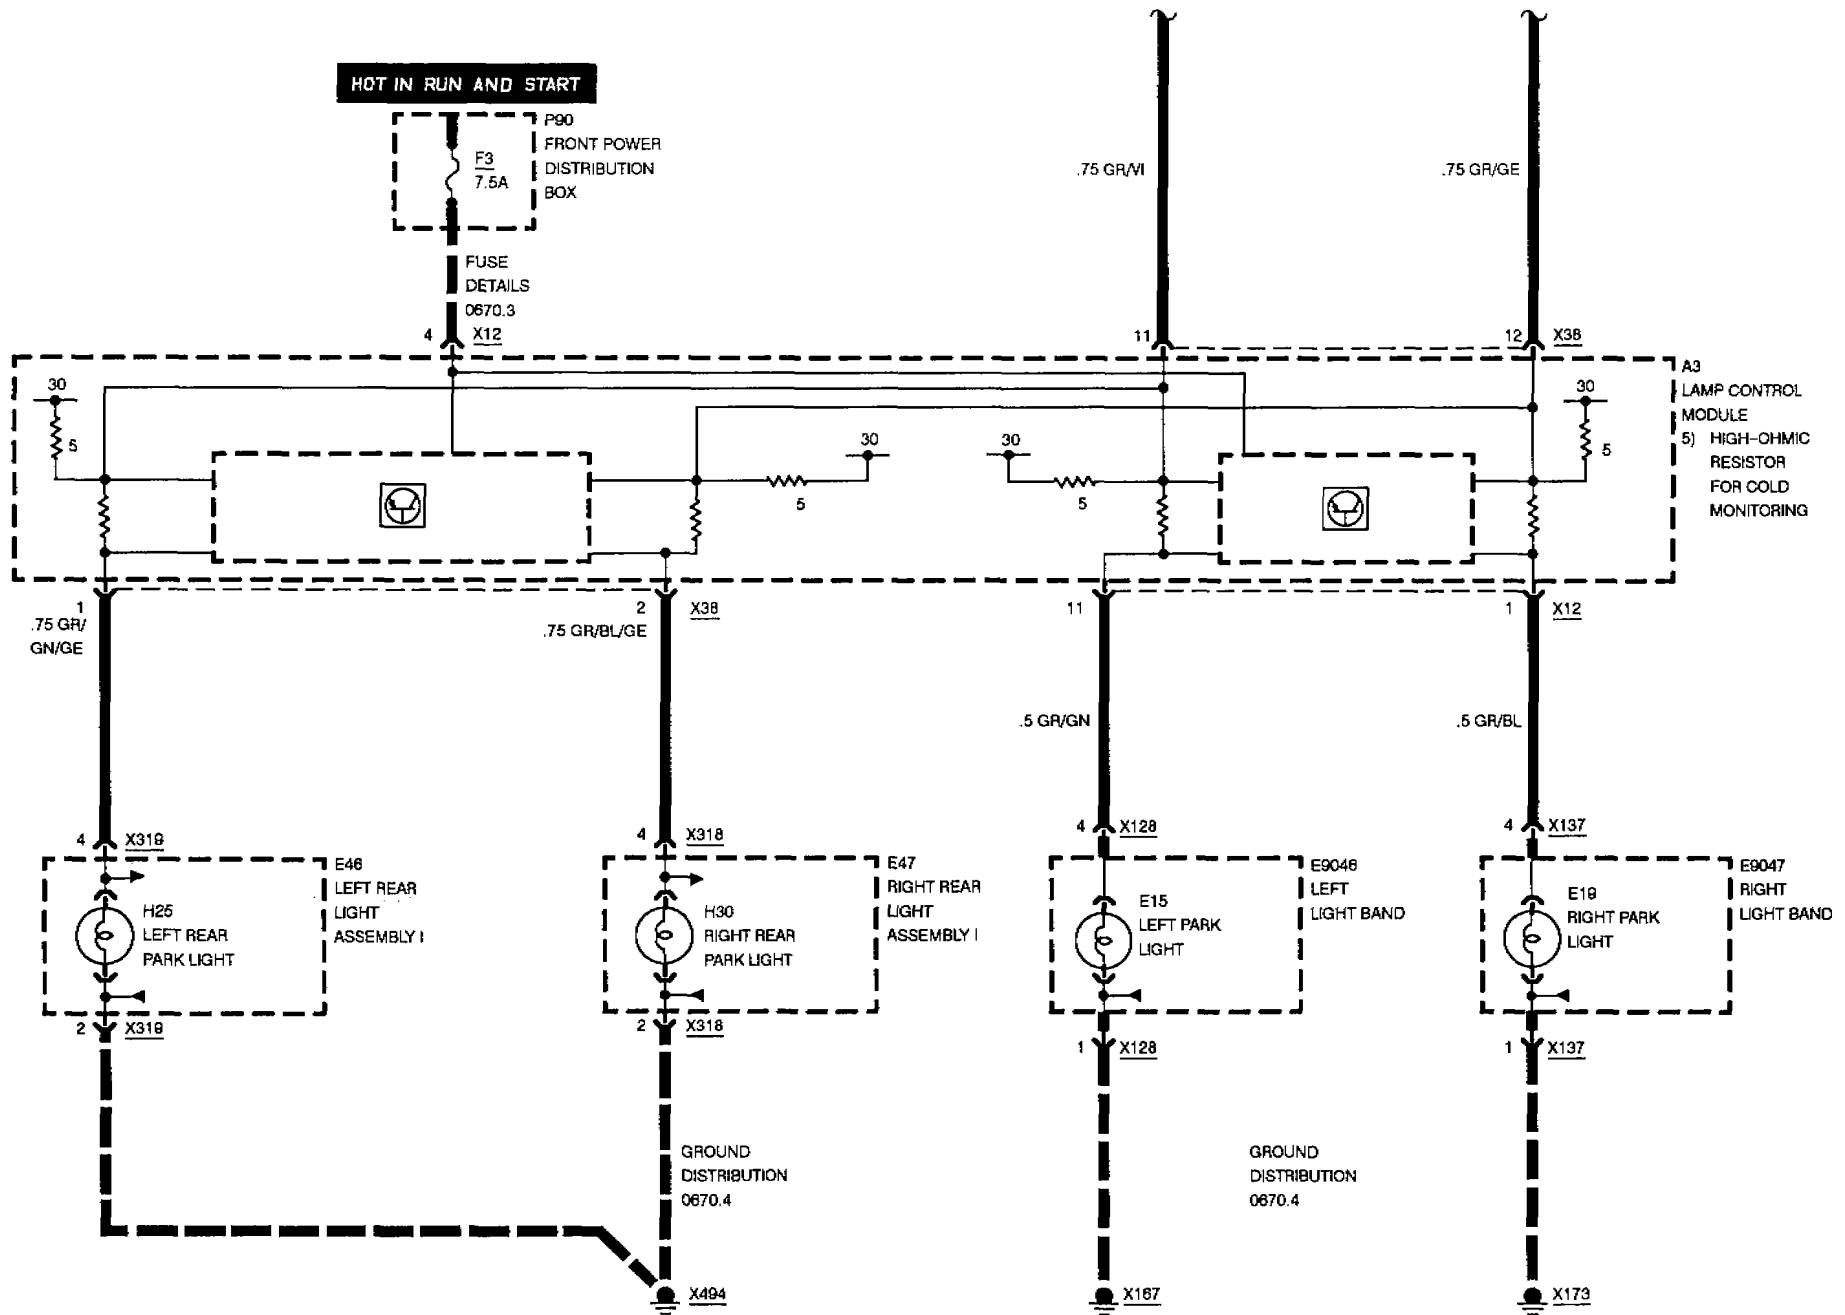 HOT IN RUN AND START
P90
FRONT POWER
DISTRIBUTION
BOX
F3
7.5A
.75 GR/VI
.75 GR/GE
FUSE
DETAILS
0670.3
4 X12
11
12 X38
A3
LAMP CONTROL
MODULE
5) HIGH-OHMIC
RESISTOR
FOR COLD
MONITORING
30
5
30
5
30
5
30
5
1
2 X38
11
1 X12
.75 GR/
GN/GE
.75 GR/BL/GE
.5 GR/GN
.5 GR/BL
4 X319
4 X318
4 X128
4 X137
E46
LEFT REAR
LIGHT
ASSEMBLY I
H25
LEFT REAR
PARK LIGHT
E47
RIGHT REAR
LIGHT
ASSEMBLY I
H30
RIGHT REAR
PARK LIGHT
E9046
LEFT
LIGHT BAND
E15
LEFT PARK
LIGHT
E9047
RIGHT
LIGHT BAND
E19
RIGHT PARK
LIGHT
2 X319
2 X318
1 X128
1 X137
GROUND
DISTRIBUTION
0670.4
GROUND
DISTRIBUTION
0670.4
X494
X167
X173